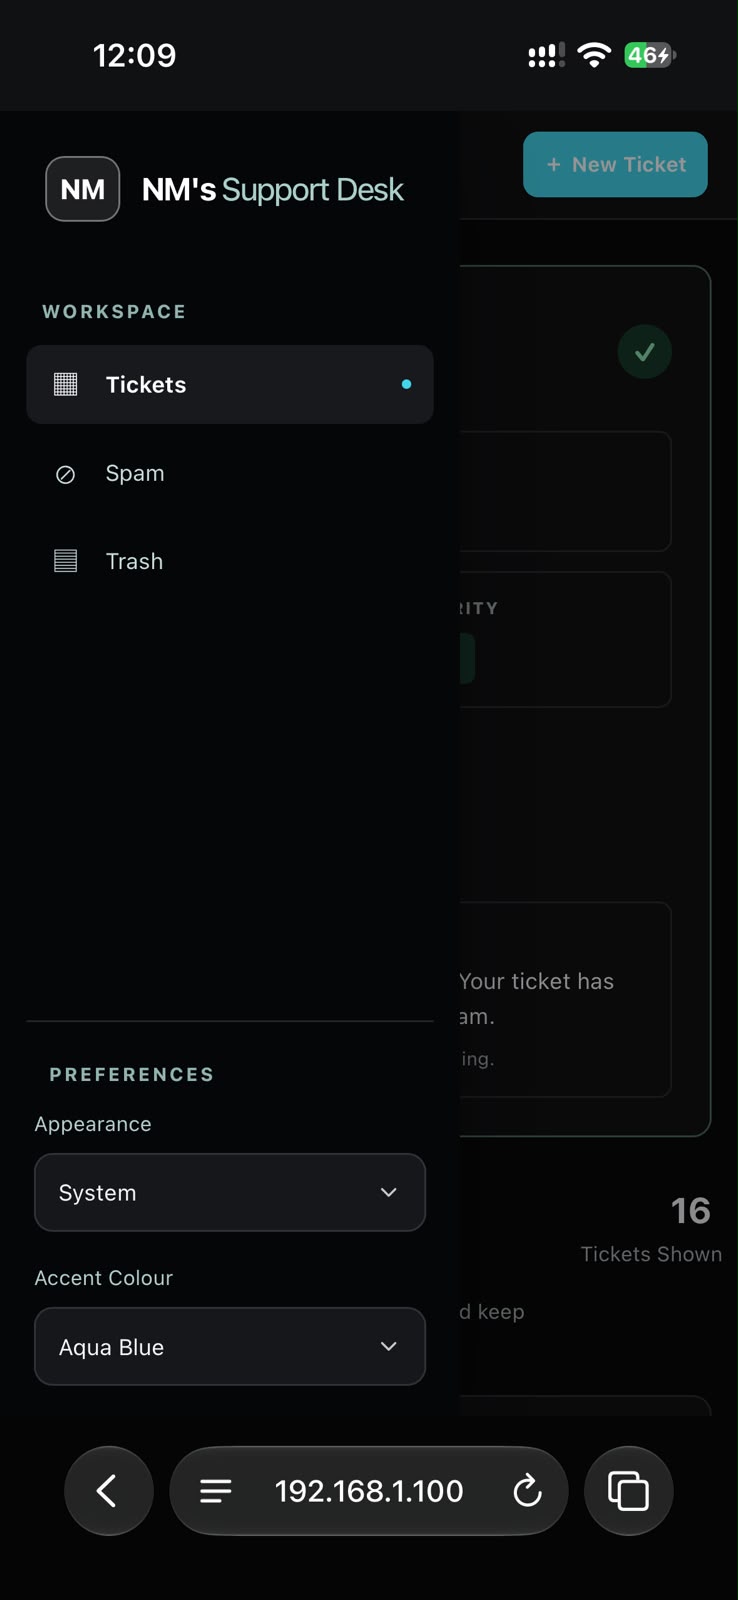 12:09
46
NM
NM's Support Desk
+ New Ticket
WORKSPACE
Tickets
Spam
Trash
RITY
Your ticket has
am.
ing.
PREFERENCES
Appearance
System
16
Tickets Shown
Accent Colour
d keep
Aqua Blue
192.168.1.100